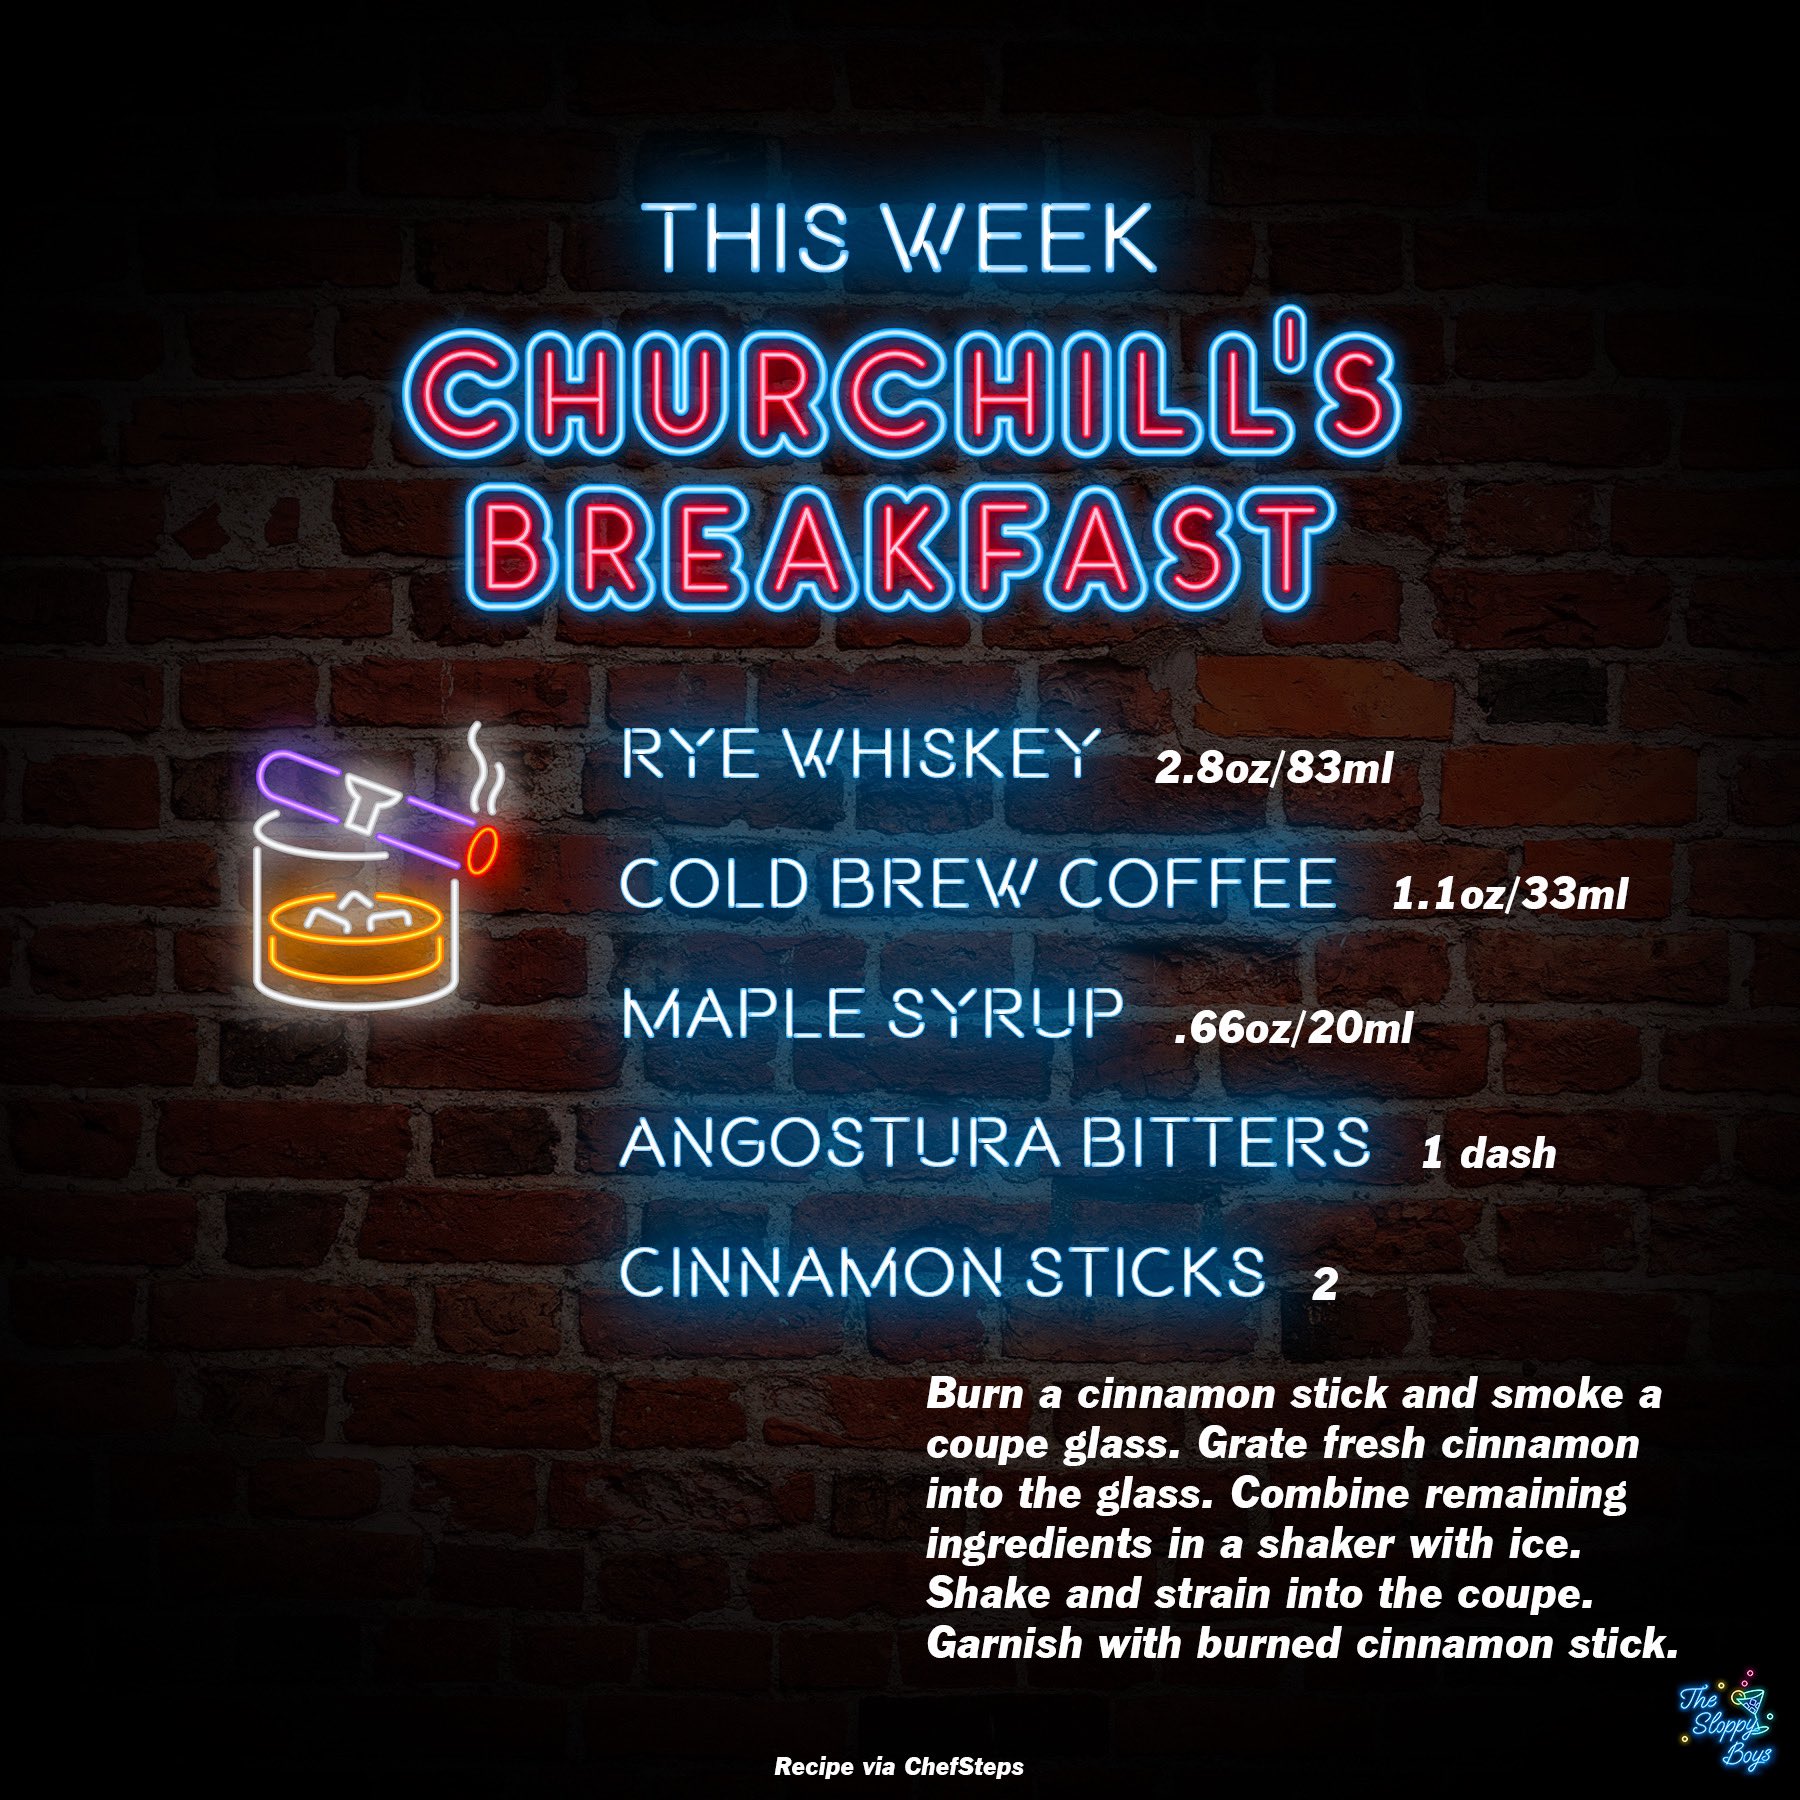 THIS WEEK
CHURCHILL'S
BREAKFAST
RYE WHISKEY 2.8oz/83ml
COLD BREW COFFEE 1.1oz/33ml
MAPLE SYRUP .66oz/20ml
ANGOSTURA BITTERS 1 dash
CINNAMON STICKS 2
Burn a cinnamon stick and smoke a
coupe glass. Grate fresh cinnamon
into the glass. Combine remaining
ingredients in a shaker with ice.
Shake and strain into the coupe.
Garnish with burned cinnamon stick.
The
Sloppy
Boys
Recipe via ChefSteps